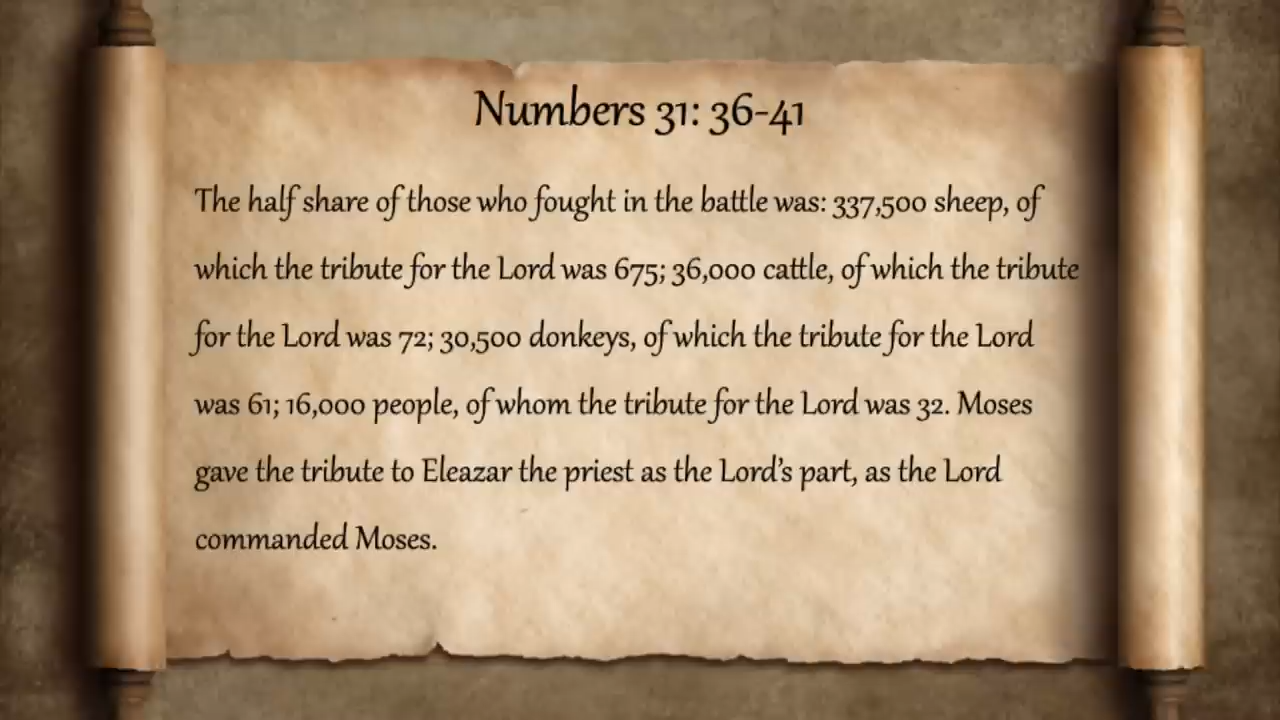 Numbers 31: 36-41
The half share of those who fought in the battle was: 337,500 sheep, of
which the tribute for the Lord was 675; 36,000 cattle, of which the tribute
for the Lord was 72; 30,500 donkeys, of which the tribute for the Lord
was 61; 16,000 people, of whom the tribute for the Lord was 32. Moses
gave the tribute to Eleazar the priest as the Lord’s part, as the Lord
commanded Moses.